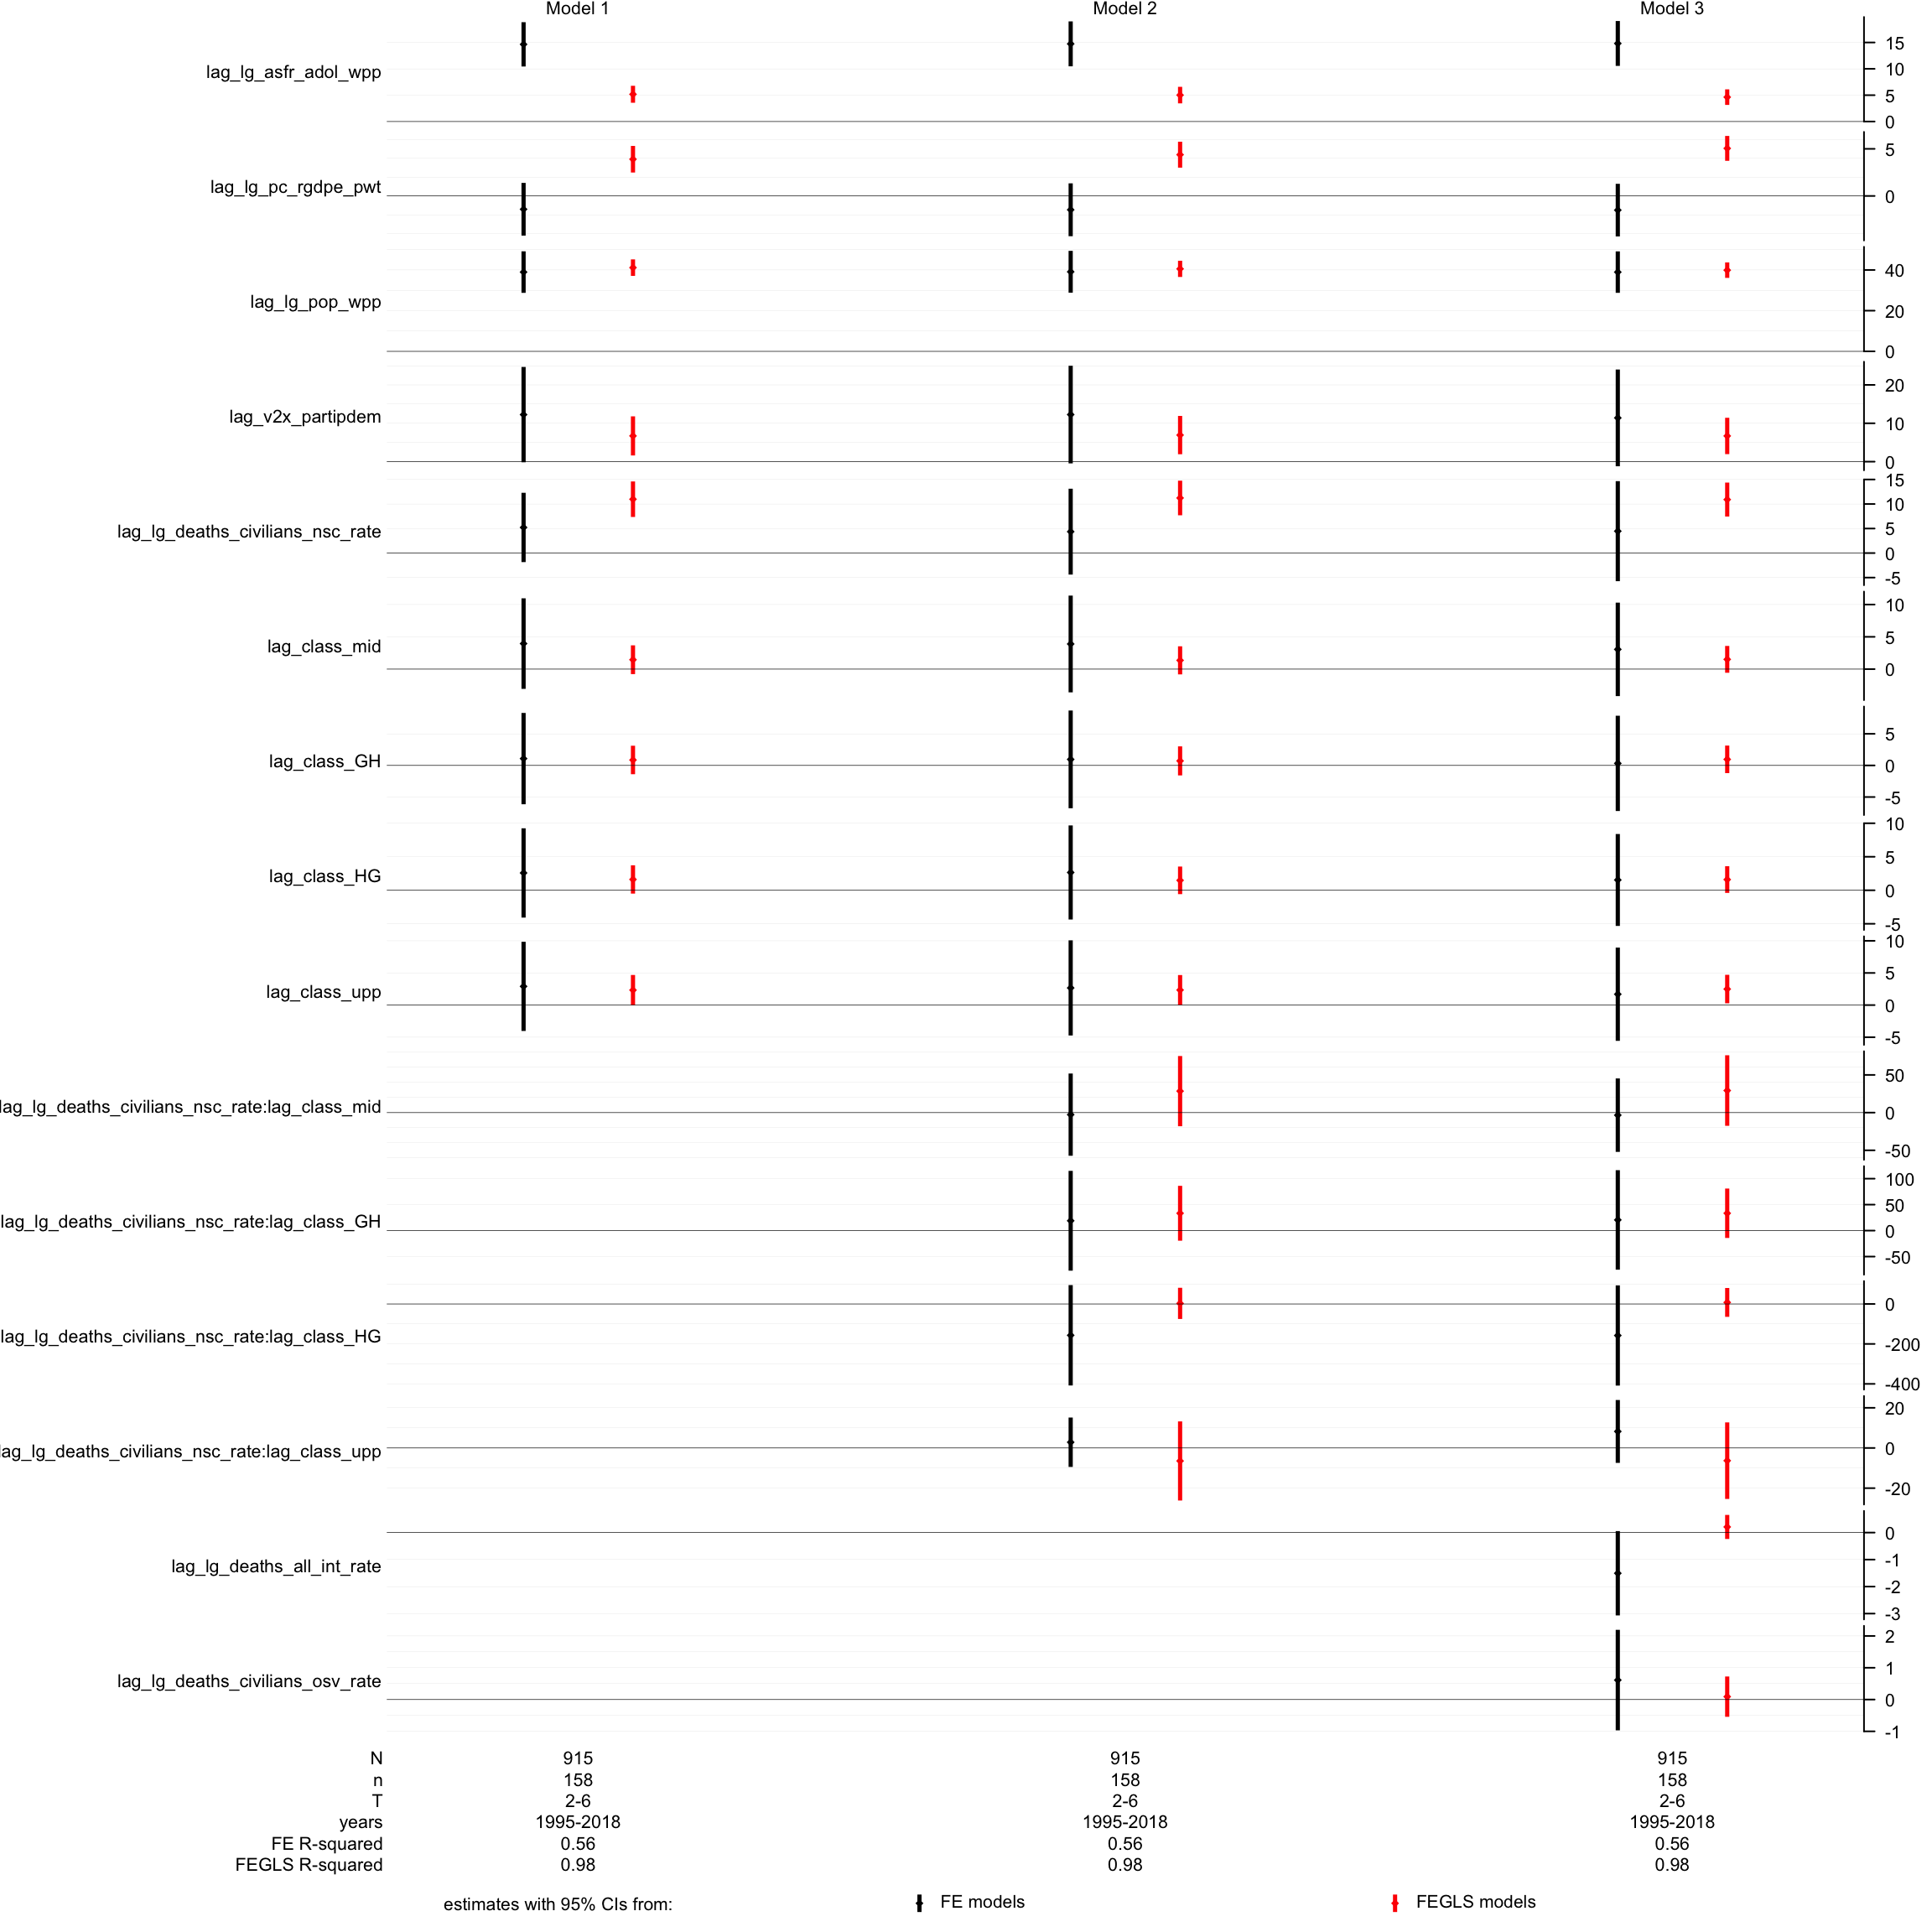 Model 1 Model 2 Model 3
lag_lg_asfr_adol_wpp
15
10
5
0
lag_lg_pc_rgdpe_pwt
5
0
lag_lg_pop_wpp
40
20
0
lag_v2x_partipdem
20
10
0
lag_lg_deaths_civilians_nsc_rate
15
10
5
0
-5
lag_class_mid
10
5
0
lag_class_GH
5
0
-5
lag_class_HG
10
5
0
-5
lag_class_upp
10
5
0
-5
lag_lg_deaths_civilians_nsc_rate:lag_class_mid
50
0
-50
lag_lg_deaths_civilians_nsc_rate:lag_class_GH
100
50
0
-50
lag_lg_deaths_civilians_nsc_rate:lag_class_HG
0
-200
-400
lag_lg_deaths_civilians_nsc_rate:lag_class_upp
20
0
-20
lag_lg_deaths_all_int_rate
0
-1
-2
-3
lag_lg_deaths_civilians_osv_rate
2
1
0
-1
N 915 915 915
n 158 158 158
T 2-6 2-6 2-6
years 1995-2018 1995-2018 1995-2018
FE R-squared 0.56 0.56 0.56
FEGLS R-squared 0.98 0.98 0.98
estimates with 95% CIs from: FE models FEGLS models